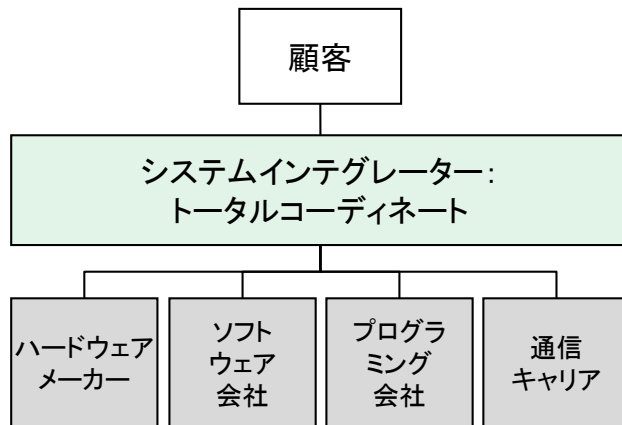 顧客
システムインテグレーター：
トータルコーディネート
ハードウェア
メーカー
ソフト
ウェア
会社
プログラ
ミング
会社
通信
キャリア